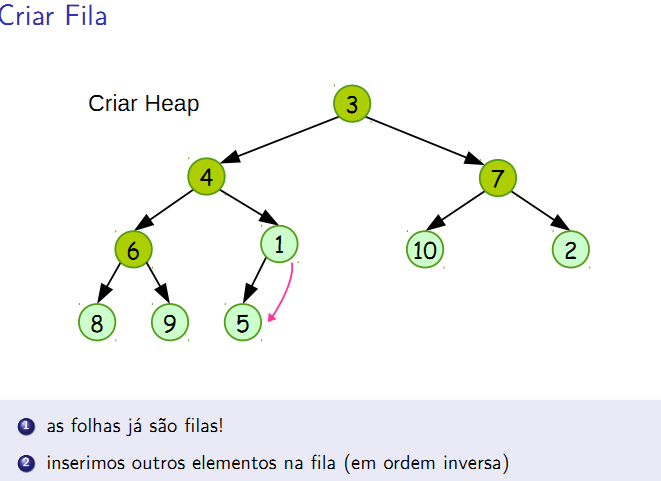 Criar Fila
Criar Heap
3
4
7
6
1
10
2
8
9
5
1 as folhas já são filas!
2 inserimos outros elementos na fila (em ordem inversa)